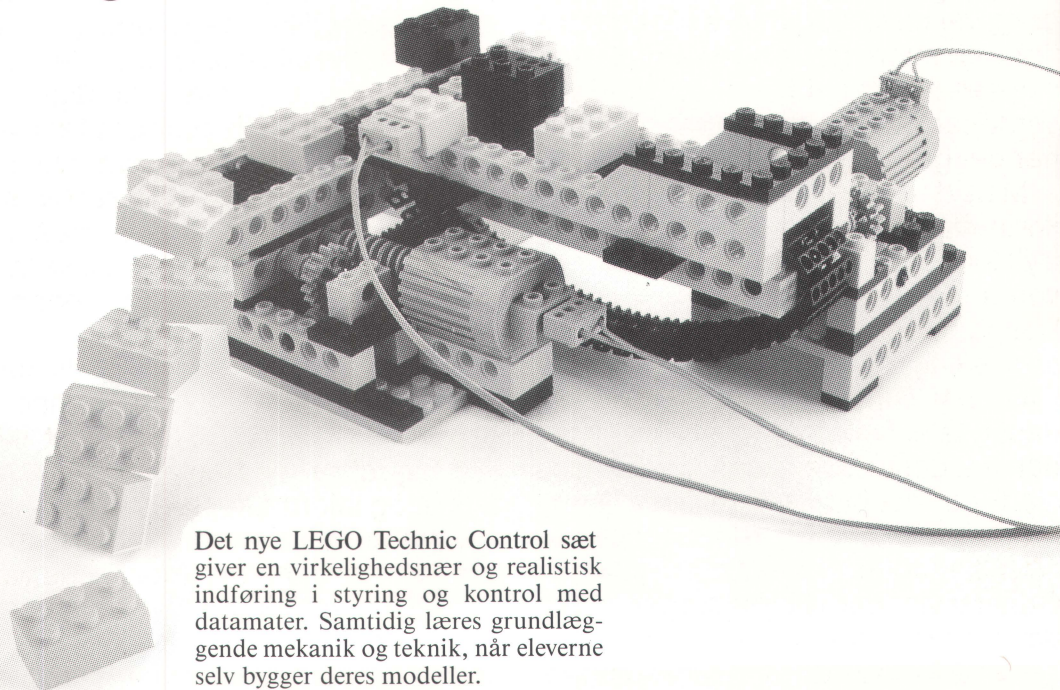 Det nye LEGO Technic Control sæt
giver en virkelighedsnær og realistisk
indføring i styring og kontrol med
datamater. Samtidig læres grundlæg-
gende mekanik og teknik, når eleverne
selv bygger deres modeller.